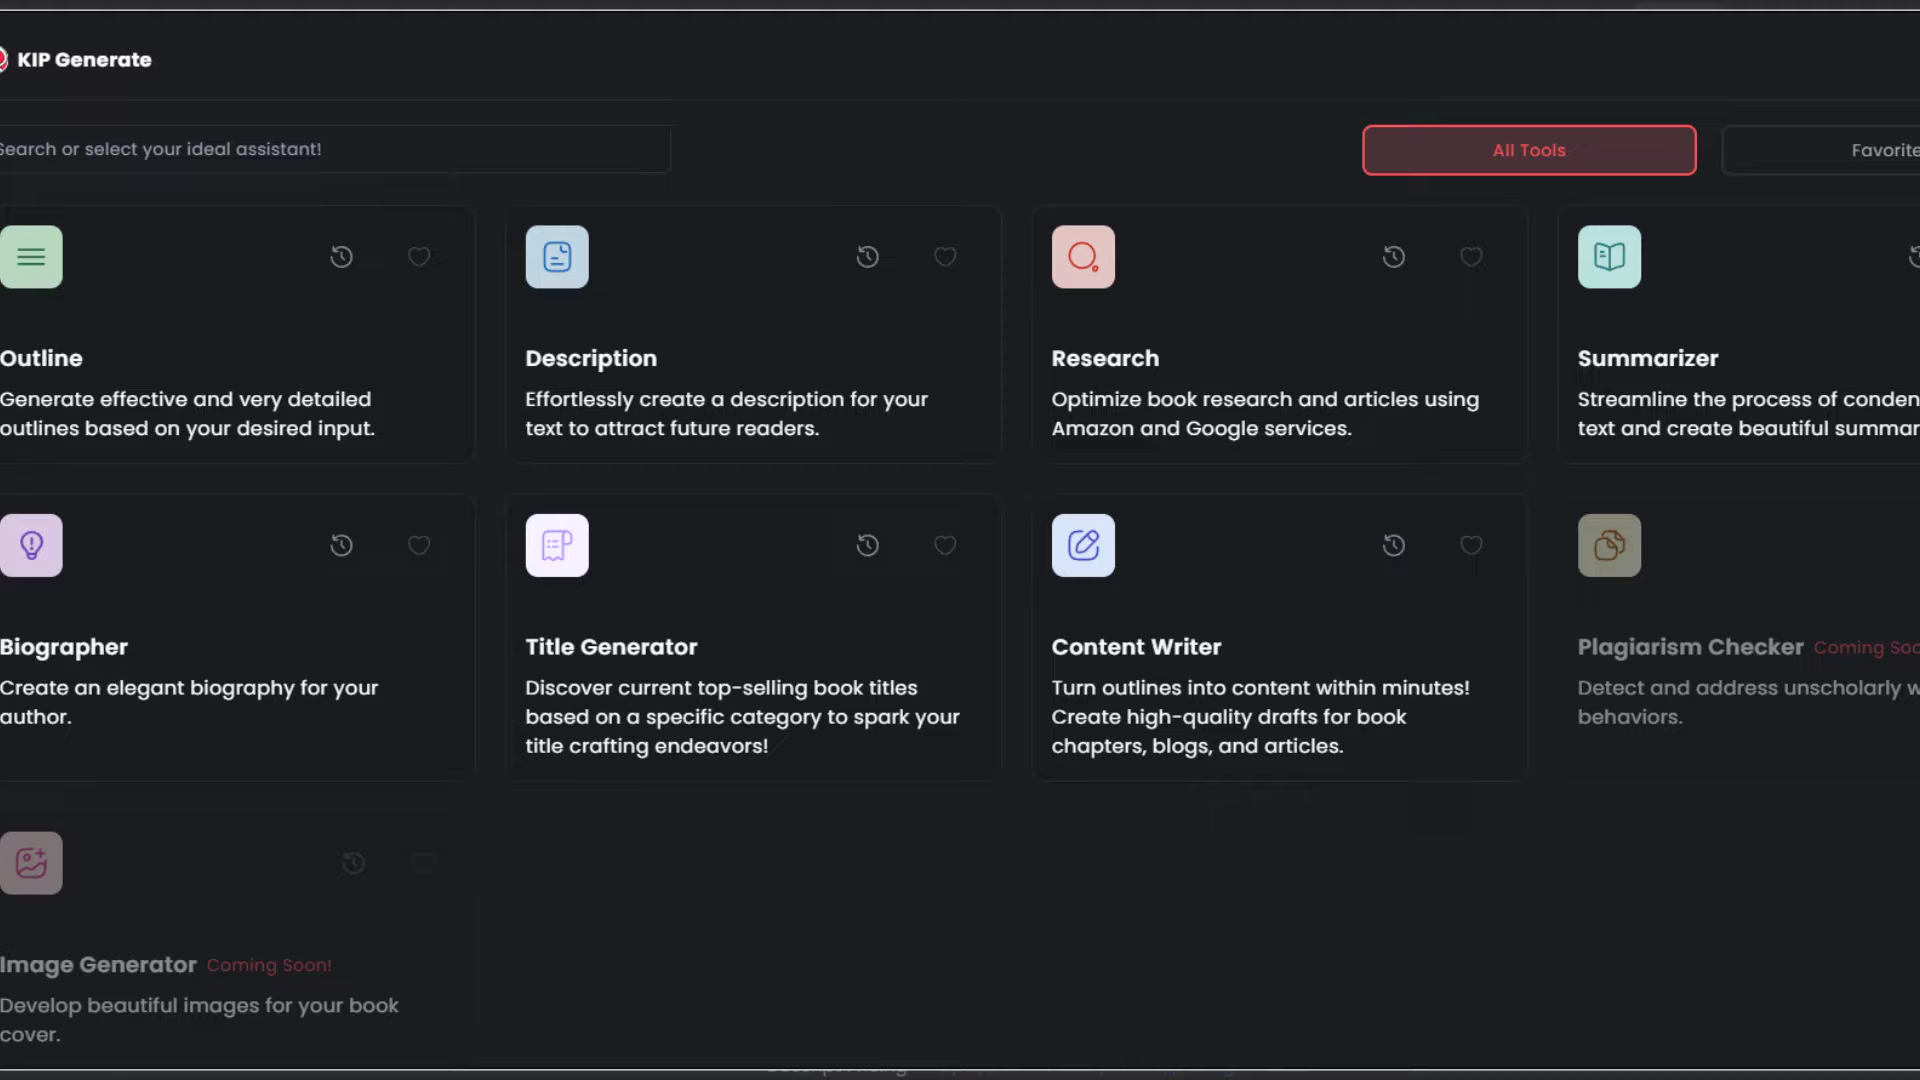 KIP Generate
Search or select your ideal assistant!
All Tools
Favorite
Outline
Generate effective and very detailed
outlines based on your desired input.
Description
Effortlessly create a description for your
text to attract future readers.
Research
Optimize book research and articles using
Amazon and Google services.
Summarizer
Streamline the process of conden
text and create beautiful summar
Biographer
Create an elegant biography for your
author.
Title Generator
Discover current top-selling book titles
based on a specific category to spark your
title crafting endeavors!
Content Writer
Turn outlines into content within minutes!
Create high-quality drafts for book
chapters, blogs, and articles.
Plagiarism Checker Coming Soo
Detect and address unscholarly w
behaviors.
Image Generator Coming Soon!
Develop beautiful images for your book
cover.